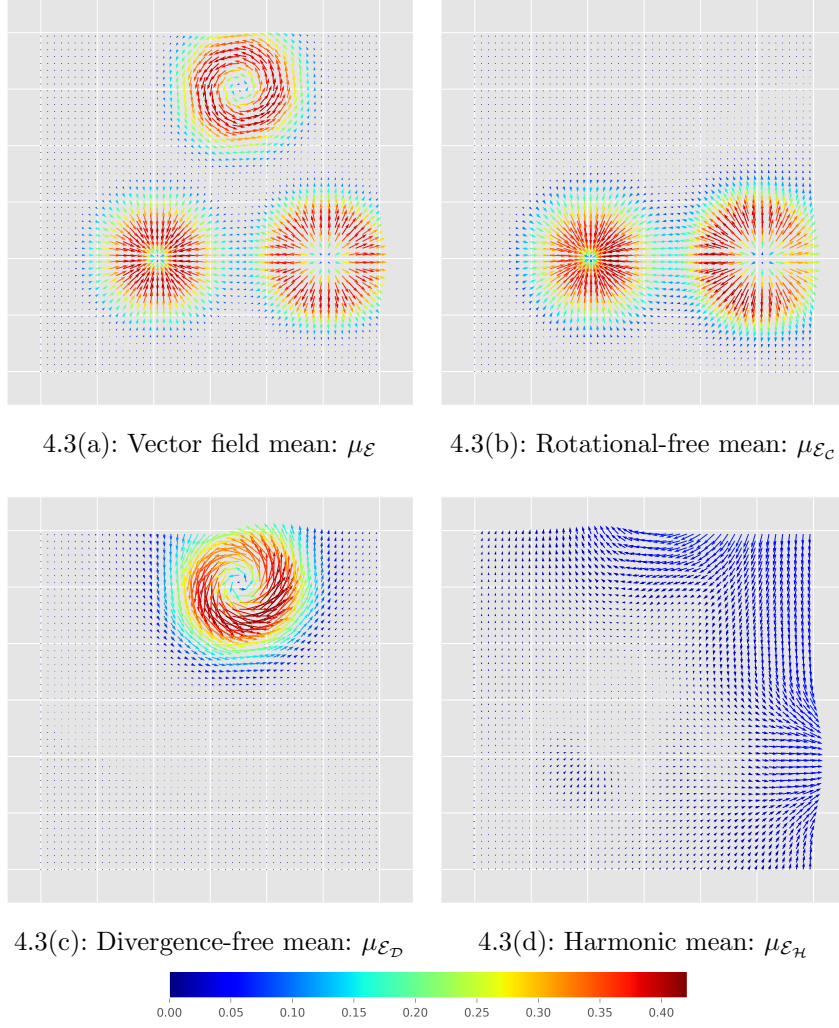 4.3(a): Vector field mean: μ_ℰ
4.3(b): Rotational-free mean: μ_ℰ_𝒞
4.3(c): Divergence-free mean: μ_ℰ_𝒟
4.3(d): Harmonic mean: μ_ℰ_ℋ
0.00 0.05 0.10 0.15 0.20 0.25 0.30 0.35 0.40